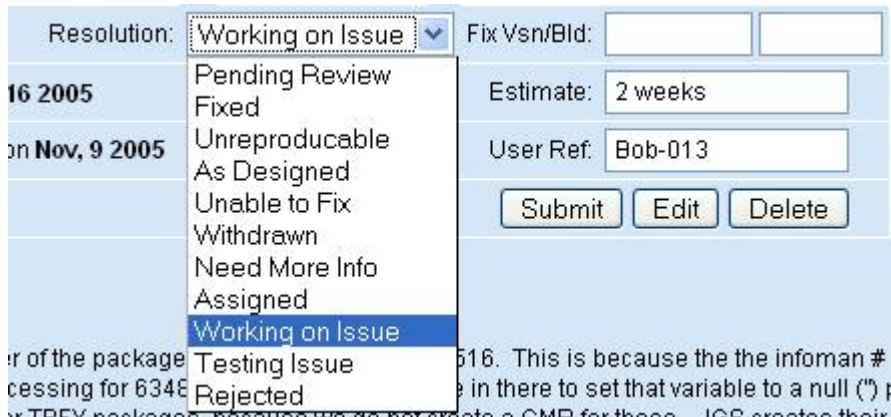 Resolution: Working on Issue Fix Vsn/Bld:
Pending Review
16 2005 Estimate: 2 weeks
Fixed
Unreproducable
on Nov, 9 2005 User Ref: Bob-013
As Designed
Unable to Fix Submit Edit Delete
Withdrawn
Need More Info
Assigned
Working on Issue
er of the package 516. This is because the the infoman #
Testing Issue
cessing for 6348 e in there to set that variable to a null (")
Rejected